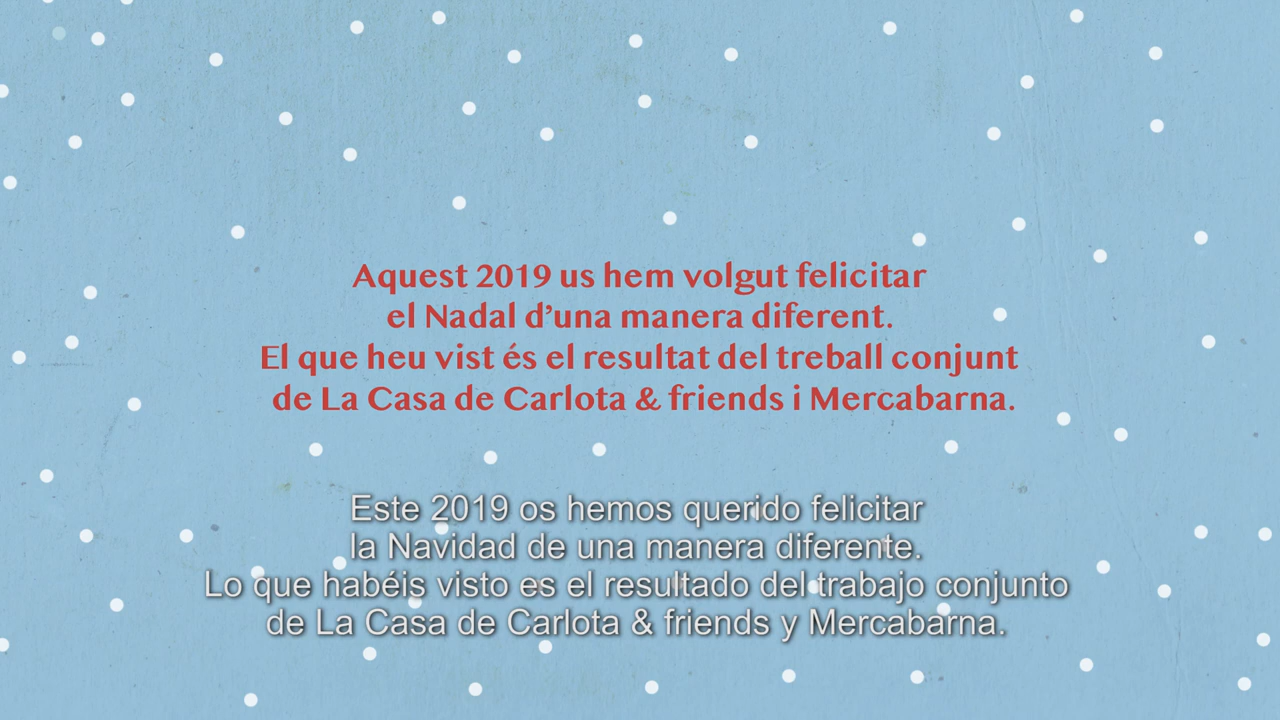 Aquest 2019 us hem volgut felicitar
el Nadal d’una manera diferent.
El que heu vist és el resultat del treball conjunt
de La Casa de Carlota & friends i Mercabarna.
Este 2019 os hemos querido felicitar
la Navidad de una manera diferente.
Lo que habéis visto es el resultado del trabajo conjunto
de La Casa de Carlota & friends y Mercabarna.